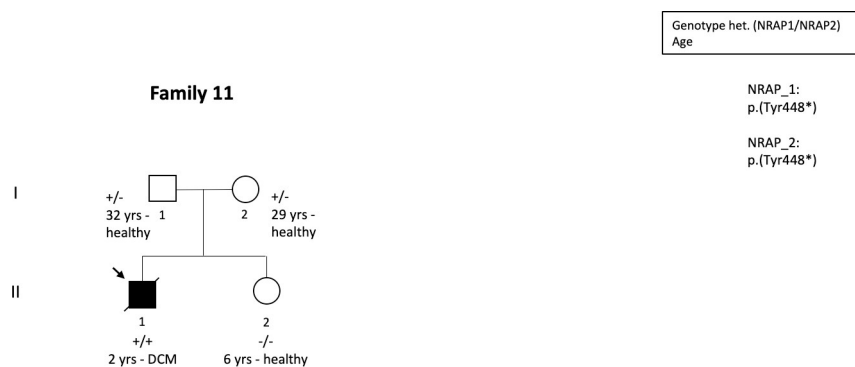 Genotype het. (NRAP1/NRAP2)
Age
Family 11
NRAP_1:
p.(Tyr448*)
NRAP_2:
p.(Tyr448*)
I
+/-
32 yrs - 1
healthy
2
+/-
29 yrs -
healthy
II
1
+/+
2 yrs - DCM
2
-/-
6 yrs - healthy